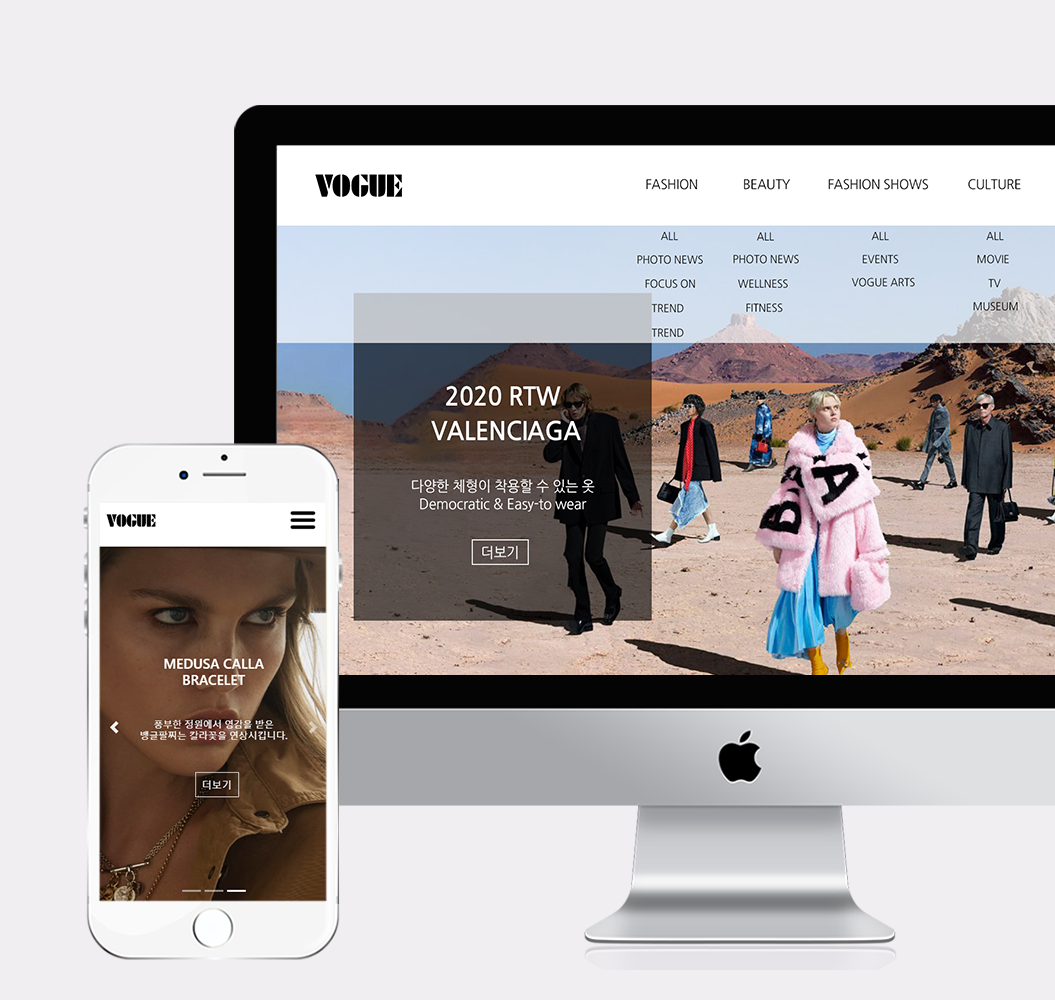 VOGUE
FASHION BEAUTY FASHION SHOWS CULTURE
ALL ALL ALL ALL
PHOTO NEWS PHOTO NEWS EVENTS MOVIE
FOCUS ON WELLNESS VOGUE ARTS TV
TREND FITNESS MUSEUM
TREND
2020 RTW
VALENCIAGA
다양한 체형이 착용할 수 있는 옷
Democratic & Easy-to wear
더보기
BA
VOGUE
MEDUSA CALLA
BRACELET
풍부한 정원에서 영감을 받은
뱅글팔찌는 칼라꽃을 연상시킵니다.
더보기